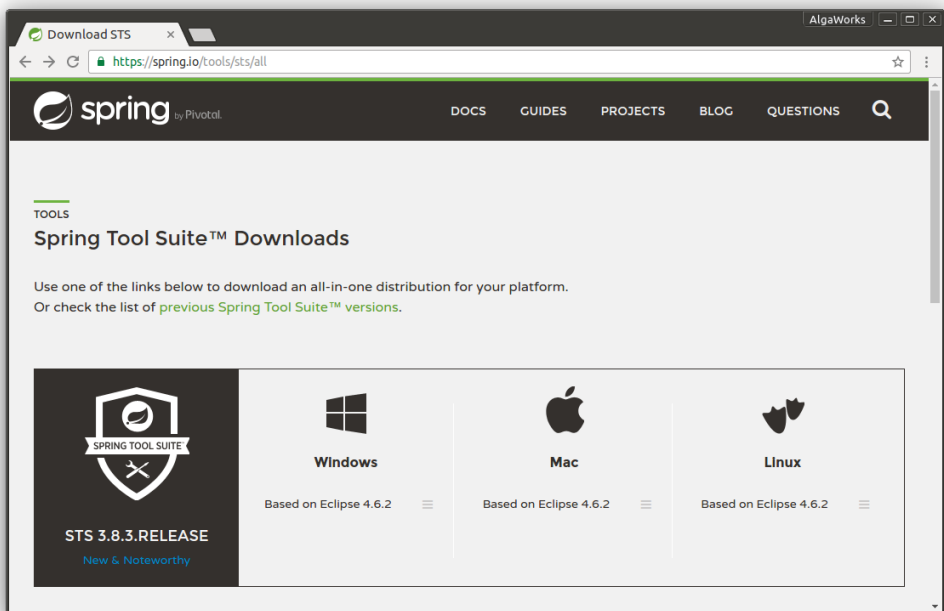 AlgaWorks
Download STS
https://spring.io/tools/sts/all
spring by Pivotal.
DOCS GUIDES PROJECTS BLOG QUESTIONS
TOOLS
Spring Tool Suite™ Downloads
Use one of the links below to download an all-in-one distribution for your platform.
Or check the list of previous Spring Tool Suite™ versions.
SPRING TOOL SUITE
STS 3.8.3.RELEASE
New & Noteworthy
Windows
Based on Eclipse 4.6.2
Mac
Based on Eclipse 4.6.2
Linux
Based on Eclipse 4.6.2